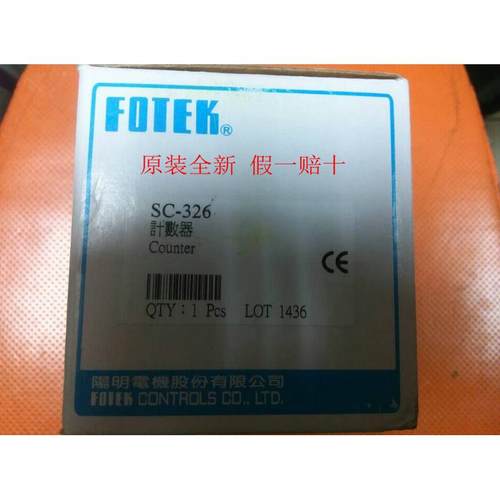 FOTEK®
原装全新 假一赔十
SC-326
計數器
Counter
CE
QTY：1 Pcs LOT 1436
陽明電機股份有限公司
FOTEK CONTROLS CO., LTD.